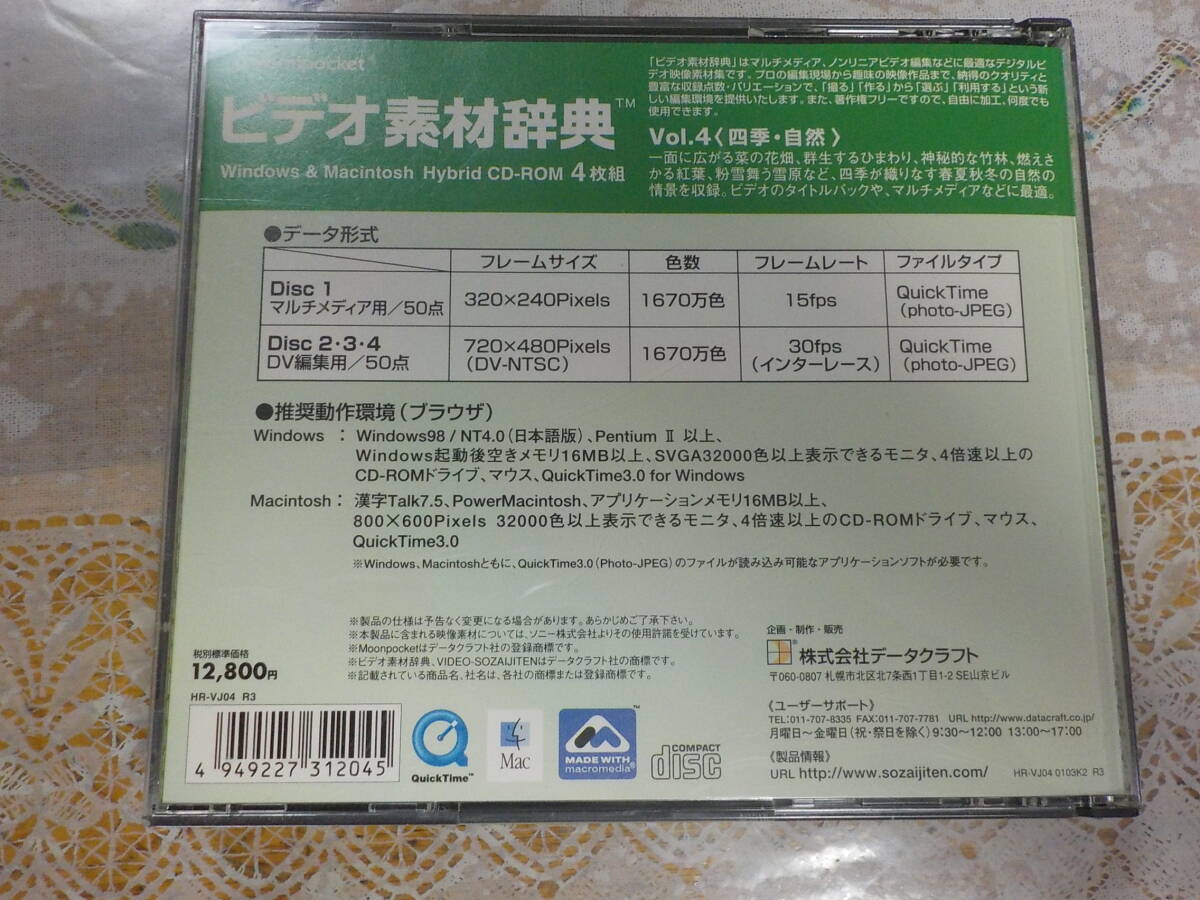 moonpocket
ビデオ素材辞典™
Windows & Macintosh Hybrid CD-ROM 4枚組
「ビデオ素材辞典」はマルチメディア、ノンリニアビデオ編集などに最適なデジタルビ
デオ映像素材集です。プロの編集現場から趣味の映像作品まで、納得のクオリティと
豊富な収録点数・バリエーションで、「撮る」「作る」から「選ぶ」「利用する」という新
しい編集環境を提供いたします。また、著作権フリーですので、自由に加工、何度でも
使用できます。
Vol.4〈四季・自然〉
一面に広がる菜の花畑、群生するひまわり、神秘的な竹林、燃えさ
かる紅葉、粉雪舞う雪原など、四季が織りなす春夏秋冬の自然の
情景を収録。ビデオのタイトルバックや、マルチメディアなどに最適。
●データ形式
フレームサイズ 色数 フレームレート ファイルタイプ
Disc 1
マルチメディア用/50点
320×240Pixels 1670万色 15fps
QuickTime
(photo-JPEG)
Disc 2・3・4
DV編集用/50点
720×480Pixels
(DV-NTSC)
1670万色
30fps
(インターレース)
QuickTime
(photo-JPEG)
●推奨動作環境(ブラウザ)
Windows : Windows98 / NT4.0(日本語版)、Pentium Ⅱ 以上、
Windows起動後空きメモリ16MB以上、SVGA32000色以上表示できるモニタ、4倍速以上の
CD-ROMドライブ、マウス、QuickTime3.0 for Windows
Macintosh : 漢字Talk7.5、PowerMacintosh、アプリケーションメモリ16MB以上、
800×600Pixels 32000色以上表示できるモニタ、4倍速以上のCD-ROMドライブ、マウス、
QuickTime3.0
※Windows、Macintoshともに、QuickTime3.0(Photo-JPEG)のファイルが読み込み可能なアプリケーションソフトが必要です。
※製品の仕様は予告なく変更になる場合があります。あらかじめご了承下さい。
※本製品に含まれる映像素材については、ソニー株式会社よりその使用許諾を受けています。
※Moonpocketはデータクラフト社の登録商標です。
※ビデオ素材辞典、VIDEO-SOZAIJITENはデータクラフト社の商標です。
※記載されている商品名、社名は、各社の商標または登録商標です。
税別標準価格
12,800円
HR-VJ04 R3
4 949227 312045
QuickTime™
Mac
MADE WITH
macromedia®
™
COMPACT
disc
企画・制作・販売
株式会社データクラフト
〒060-0807 札幌市北区北7条西1丁目1-2 SE山京ビル
《ユーザーサポート》
TEL:011-707-8335 FAX:011-707-7781 URL http://www.datacraft.co.jp/
月曜日〜金曜日(祝・祭日を除く) 9:30〜12:00 13:00〜17:00
《製品情報》
URL http://www.sozaijiten.com/
HR-VJ04 0103K2 R3